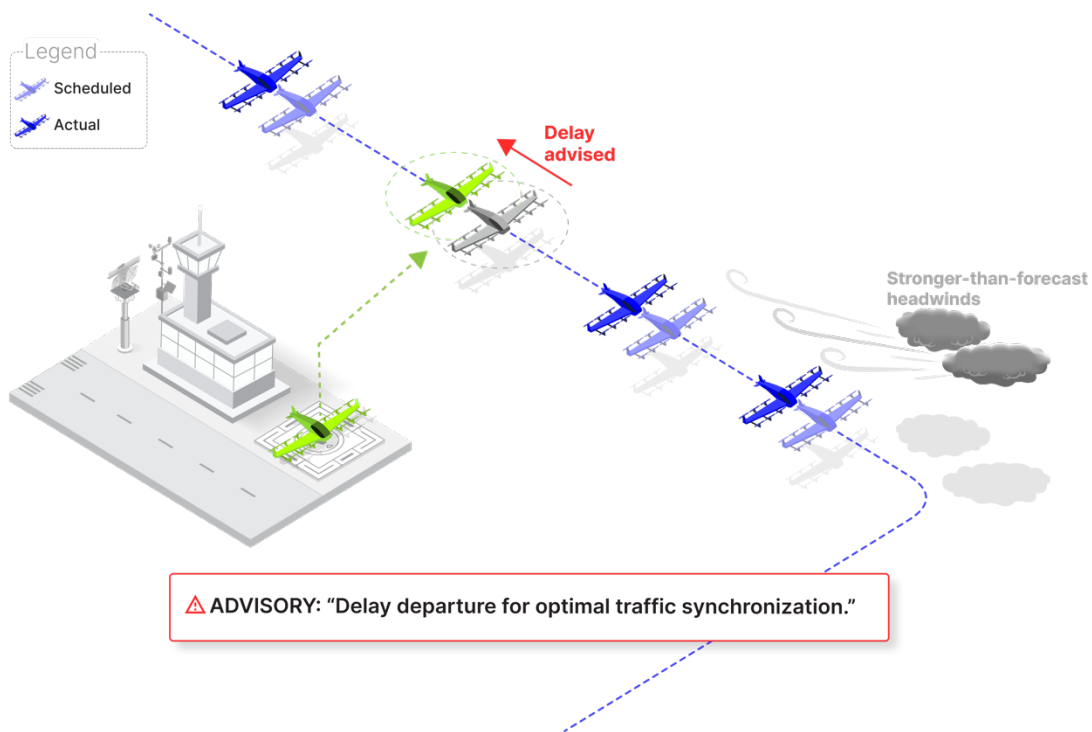 Legend
Scheduled
Actual
Delay
advised
Stronger-than-forecast
headwinds
ADVISORY: “Delay departure for optimal traffic synchronization.”